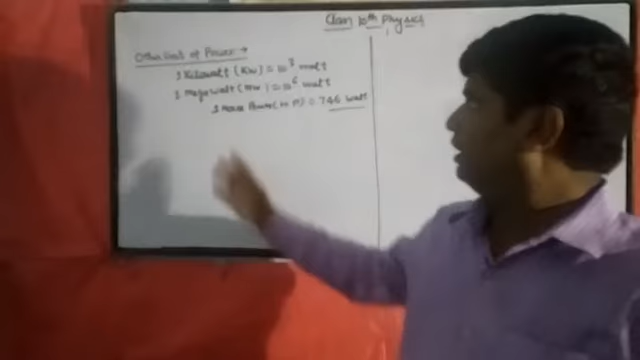 Class 10th Physics
Other Unit of Power →
1 Kilowatt (KW) = 10³ watt
1 Megawatt (MW) = 10⁶ watt
1 Horse Power (H P) = 746 watt